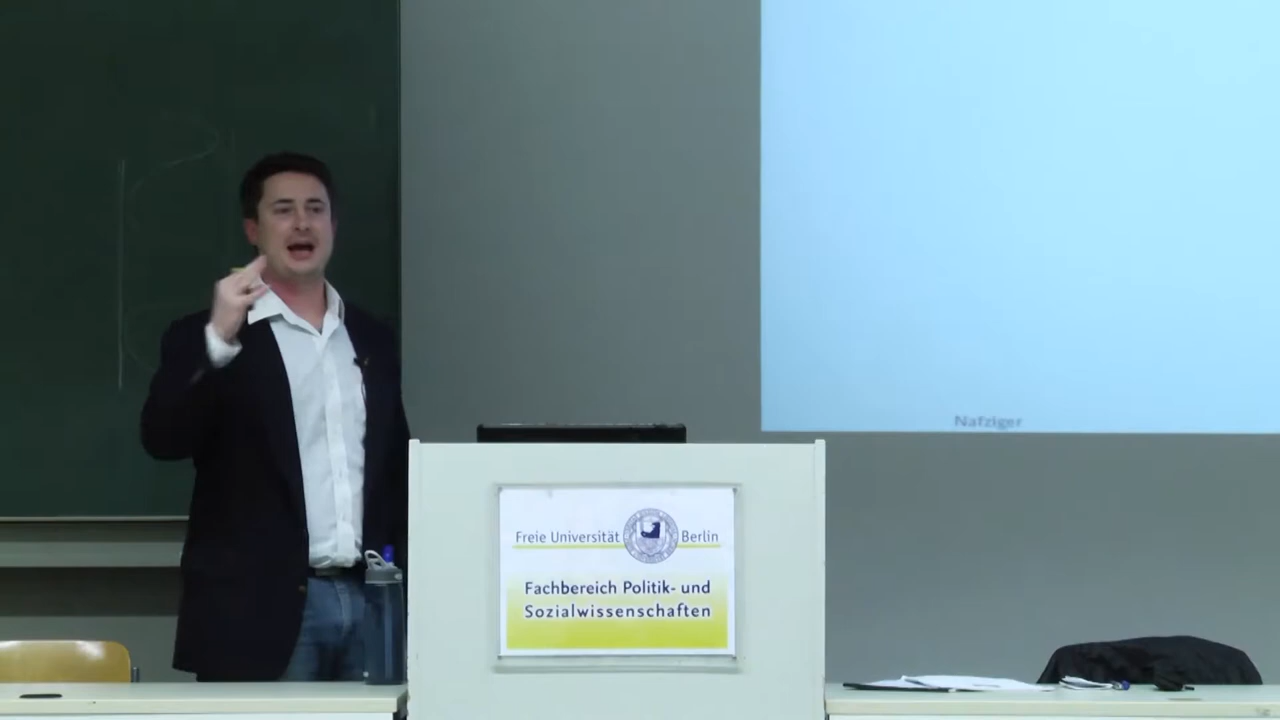 Nafziger
Freie Universität Berlin
Fachbereich Politik- und
Sozialwissenschaften